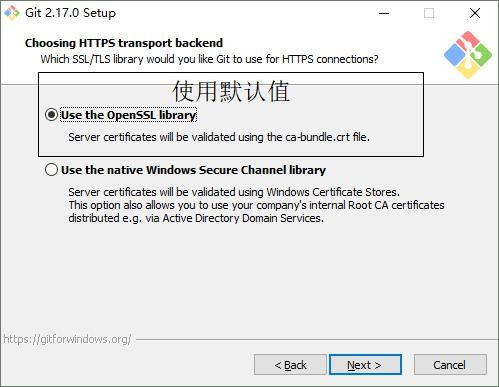 Git 2.17.0 Setup
Choosing HTTPS transport backend
Which SSL/TLS library would you like Git to use for HTTPS connections?
使用默认值
Use the OpenSSL library
Server certificates will be validated using the ca-bundle.crt file.
Use the native Windows Secure Channel library
Server certificates will be validated using Windows Certificate Stores.
This option also allows you to use your company's internal Root CA certificates
distributed e.g. via Active Directory Domain Services.
https://gitforwindows.org/
< Back Next > Cancel